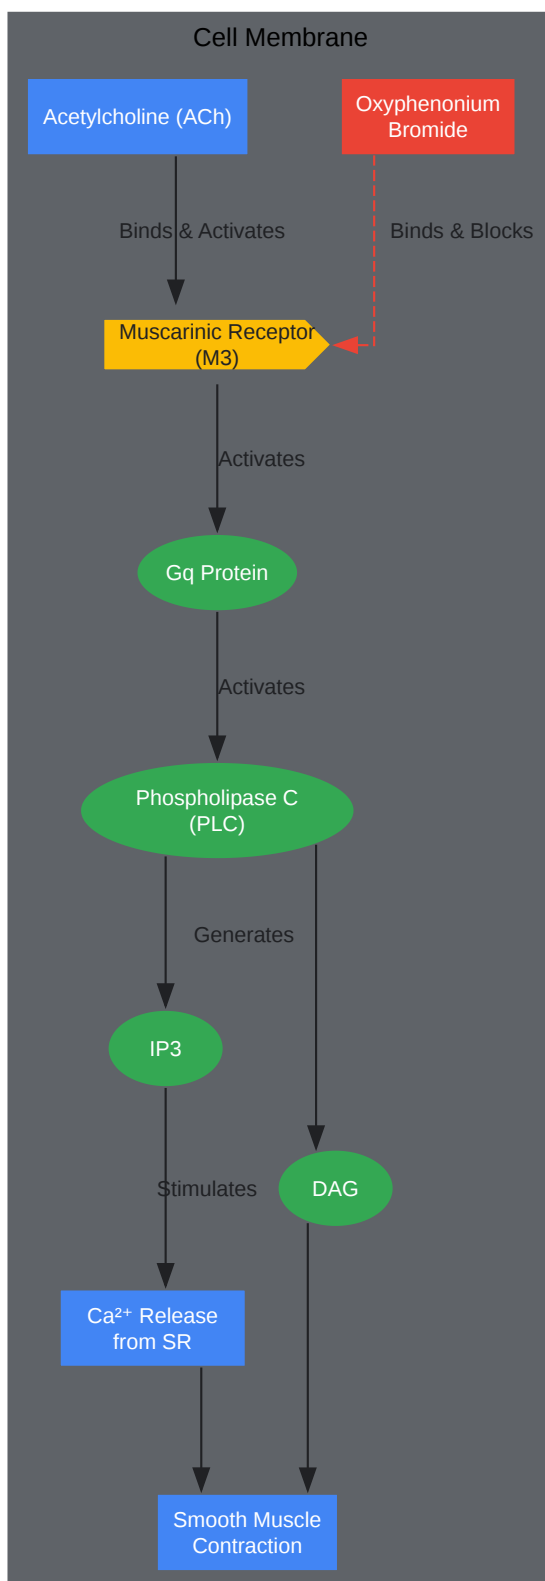 Cell Membrane
Acetylcholine (ACh)
Oxyphenonium
Bromide
Binds & Activates
Binds & Blocks
Muscarinic Receptor
(M3)
Activates
Gq Protein
Activates
Phospholipase C
(PLC)
Generates
IP3
Stimulates
DAG
Ca²⁺ Release
from SR
Smooth Muscle
Contraction